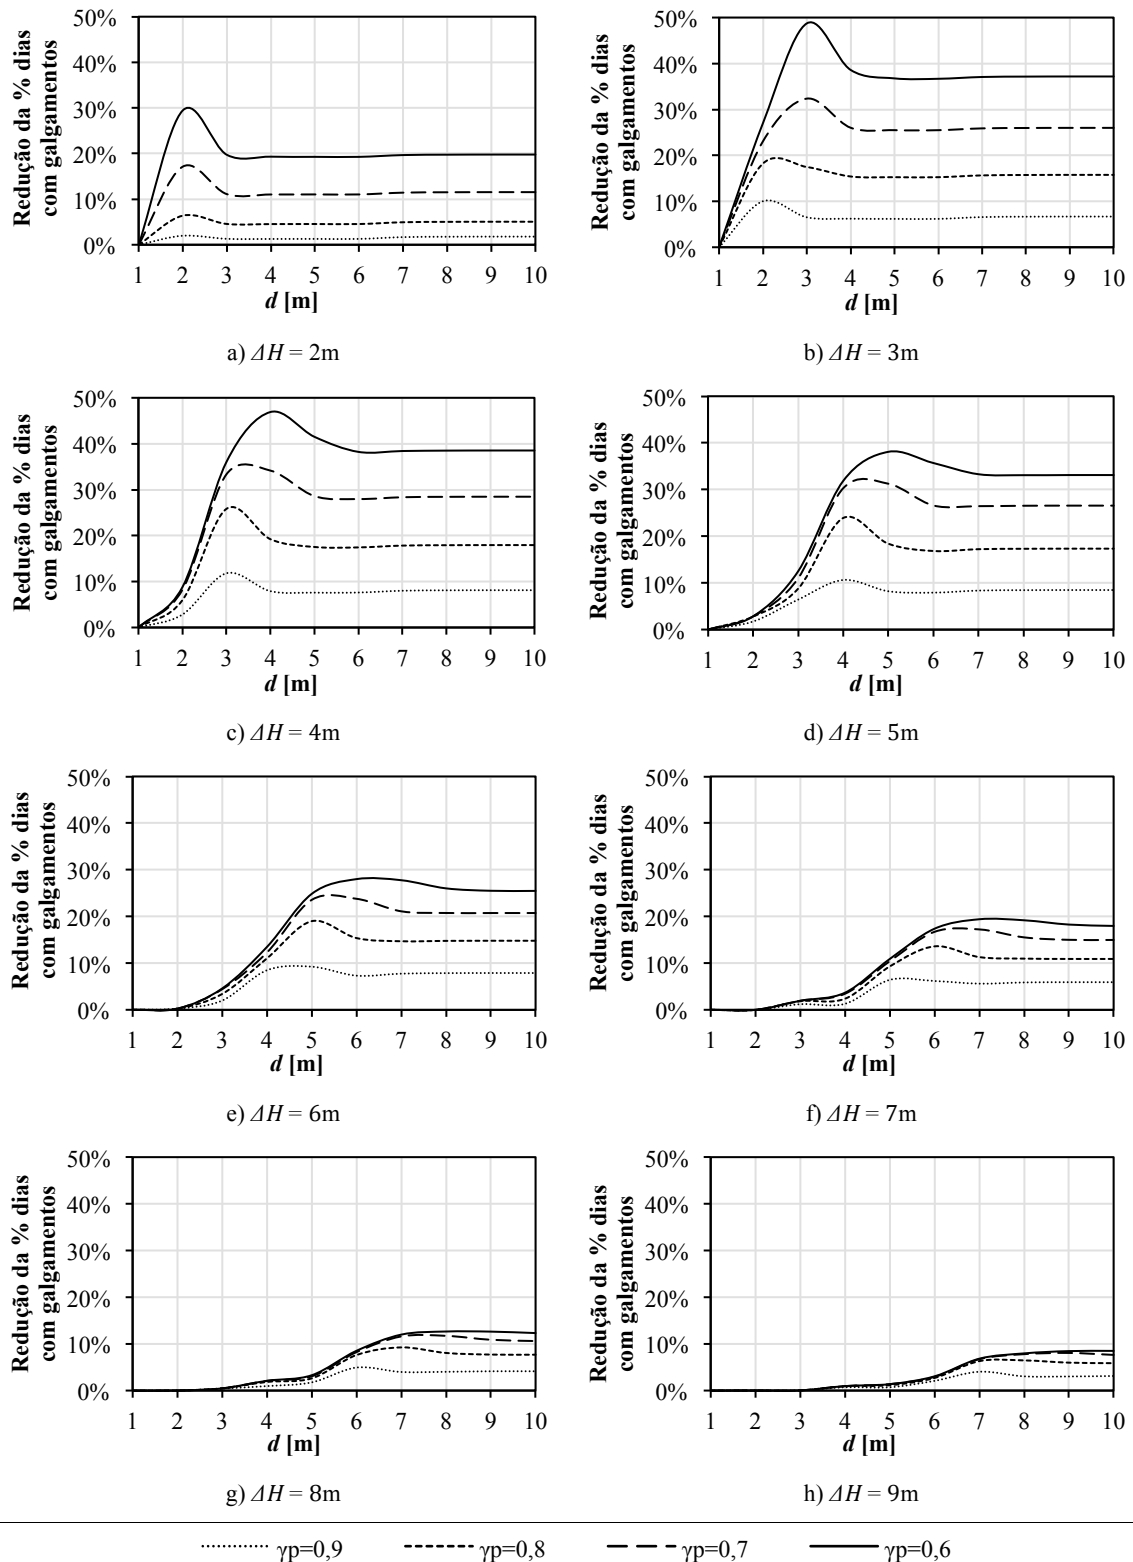 50%
40%
30%
20%
10%
0%
Redução da % dias
com galgamentos
1 2 3 4 5 6 7 8 9 10
d [m]
a) ΔH = 2m
50%
40%
30%
20%
10%
0%
Redução da % dias
com galgamentos
1 2 3 4 5 6 7 8 9 10
d [m]
b) ΔH = 3m
50%
40%
30%
20%
10%
0%
Redução da % dias
com galgamentos
1 2 3 4 5 6 7 8 9 10
d [m]
c) ΔH = 4m
50%
40%
30%
20%
10%
0%
Redução da % dias
com galgamentos
1 2 3 4 5 6 7 8 9 10
d [m]
d) ΔH = 5m
50%
40%
30%
20%
10%
0%
Redução da % dias
com galgamentos
1 2 3 4 5 6 7 8 9 10
d [m]
e) ΔH = 6m
50%
40%
30%
20%
10%
0%
Redução da % dias
com galgamentos
1 2 3 4 5 6 7 8 9 10
d [m]
f) ΔH = 7m
50%
40%
30%
20%
10%
0%
Redução da % dias
com galgamentos
1 2 3 4 5 6 7 8 9 10
d [m]
g) ΔH = 8m
50%
40%
30%
20%
10%
0%
Redução da % dias
com galgamentos
1 2 3 4 5 6 7 8 9 10
d [m]
h) ΔH = 9m
γp=0,9 γp=0,8 γp=0,7 γp=0,6